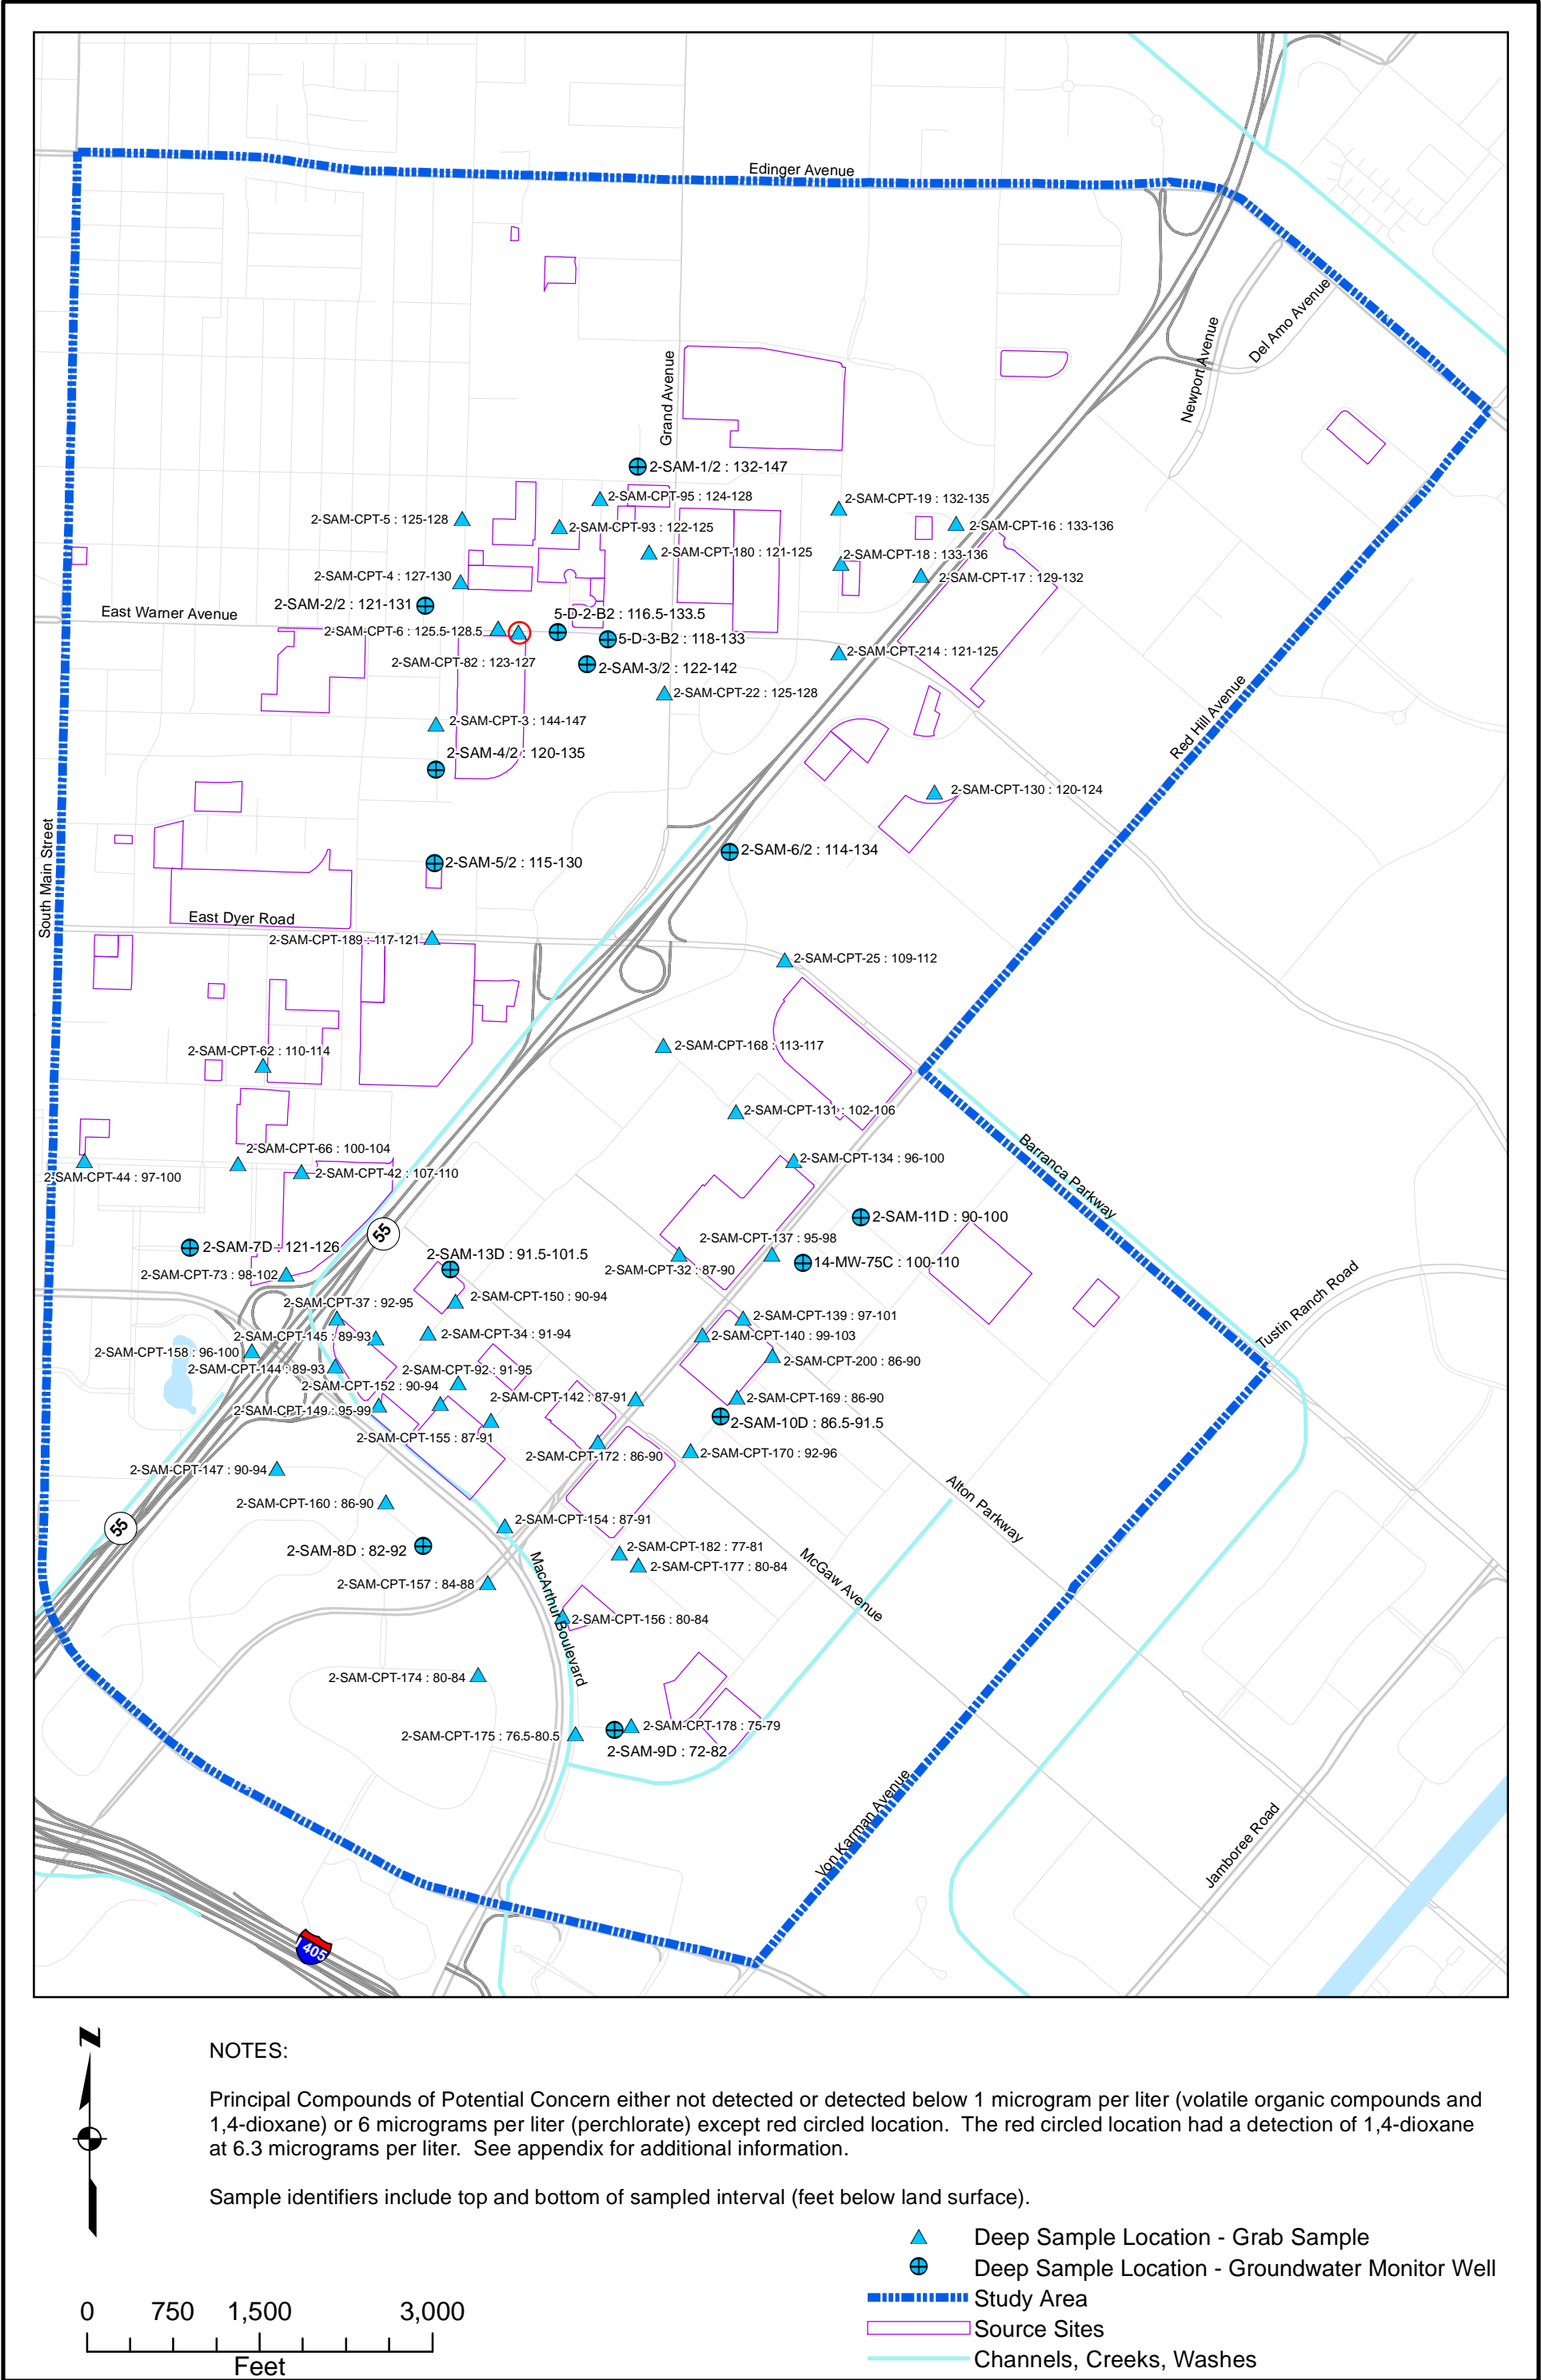 Edinger Avenue
Del Amo Avenue
Newport Avenue
Grand Avenue
2-SAM-1/2 : 132-147
2-SAM-CPT-95 : 124-128
2-SAM-CPT-19 : 132-135
2-SAM-CPT-5 : 125-128
2-SAM-CPT-93 : 122-125
2-SAM-CPT-16 : 133-136
2-SAM-CPT-180 : 121-125
2-SAM-CPT-18 : 133-136
2-SAM-CPT-4 : 127-130
2-SAM-CPT-17 : 129-132
2-SAM-2/2 : 121-131
East Warner Avenue
5-D-2-B2 : 116.5-133.5
2-SAM-CPT-6 : 125.5-128.5
5-D-3-B2 : 118-133
2-SAM-CPT-82 : 123-127
2-SAM-3/2 : 122-142
2-SAM-CPT-214 : 121-125
2-SAM-CPT-22 : 125-128
Red Hill Avenue
2-SAM-CPT-3 : 144-147
2-SAM-4/2 : 120-135
2-SAM-CPT-130 : 120-124
South Main Street
2-SAM-6/2 : 114-134
2-SAM-5/2 : 115-130
East Dyer Road
2-SAM-CPT-189 : 117-121
2-SAM-CPT-25 : 109-112
2-SAM-CPT-62 : 110-114
2-SAM-CPT-168 : 113-117
2-SAM-CPT-131 : 102-106
2-SAM-CPT-66 : 100-104
2-SAM-CPT-134 : 96-100
Barranca Parkway
2-SAM-CPT-44 : 97-100
2-SAM-CPT-42 : 107-110
55
2-SAM-11D : 90-100
2-SAM-7D : 121-126
2-SAM-13D : 91.5-101.5
2-SAM-CPT-137 : 95-98
2-SAM-CPT-32 : 87-90
14-MW-75C : 100-110
2-SAM-CPT-73 : 98-102
2-SAM-CPT-150 : 90-94
2-SAM-CPT-37 : 92-95
Tustin Ranch Road
2-SAM-CPT-139 : 97-101
2-SAM-CPT-145 : 89-93
2-SAM-CPT-34 : 91-94
2-SAM-CPT-140 : 99-103
2-SAM-CPT-158 : 96-100
2-SAM-CPT-200 : 86-90
2-SAM-CPT-144 : 89-93
2-SAM-CPT-92 : 91-95
2-SAM-CPT-152 : 90-94
2-SAM-CPT-142 : 87-91
2-SAM-CPT-169 : 86-90
2-SAM-CPT-149 : 95-99
2-SAM-10D : 86.5-91.5
2-SAM-CPT-155 : 87-91
2-SAM-CPT-172 : 86-90
2-SAM-CPT-170 : 92-96
2-SAM-CPT-147 : 90-94
Alton Parkway
2-SAM-CPT-160 : 86-90
55
2-SAM-CPT-154 : 87-91
2-SAM-8D : 82-92
2-SAM-CPT-182 : 77-81
2-SAM-CPT-177 : 80-84
McGaw Avenue
2-SAM-CPT-157 : 84-88
MacArthur Boulevard
2-SAM-CPT-156 : 80-84
2-SAM-CPT-174 : 80-84
2-SAM-CPT-178 : 75-79
2-SAM-CPT-175 : 76.5-80.5
2-SAM-9D : 72-82
Von Karman Avenue
Jamboree Road
405
N
NOTES:
Principal Compounds of Potential Concern either not detected or detected below 1 microgram per liter (volatile organic compounds and
1,4-dioxane) or 6 micrograms per liter (perchlorate) except red circled location. The red circled location had a detection of 1,4-dioxane
at 6.3 micrograms per liter. See appendix for additional information.
Sample identifiers include top and bottom of sampled interval (feet below land surface).
Deep Sample Location - Grab Sample
Deep Sample Location - Groundwater Monitor Well
Study Area
Source Sites
Channels, Creeks, Washes
0 750 1,500 3,000
Feet